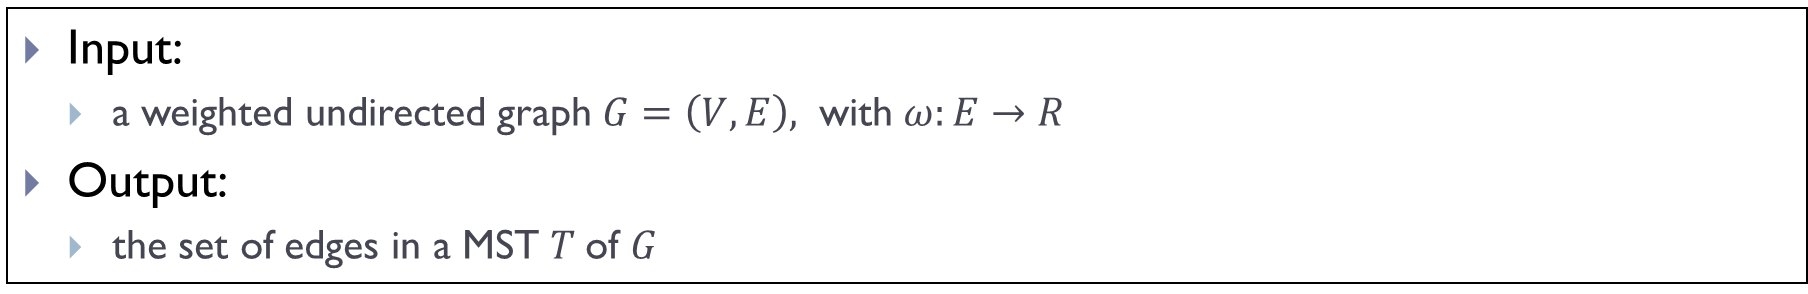 Input:
a weighted undirected graph G = (V, E), with ω: E → R
Output:
the set of edges in a MST T of G